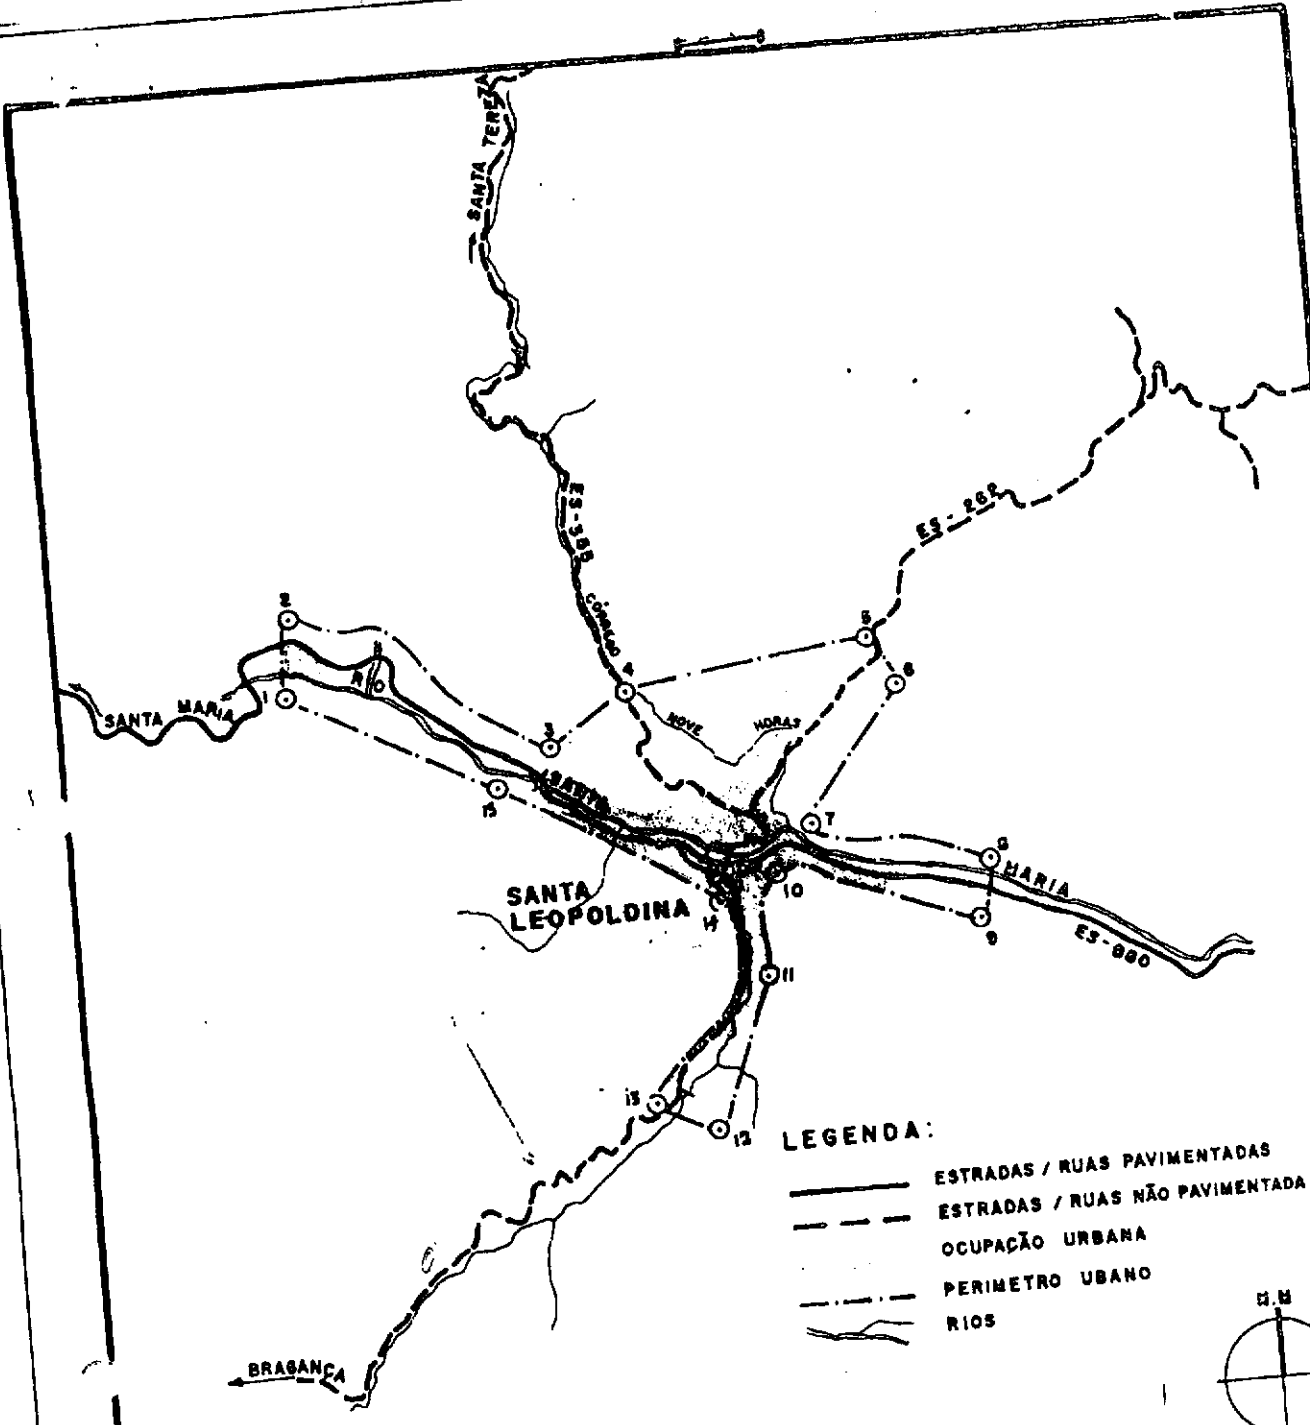 SANTA TEREZA
ES-262
ES-355
CÓRREGO
2
5
4
6
1
RIO
SANTA MARIA
NOVE
HORAS
3
SANTA
15
7
8
MARIA
SANTA
LEOPOLDINA
14
10
9
ES-080
11
13
12
LEGENDA:
ESTRADAS / RUAS PAVIMENTADAS
ESTRADAS / RUAS NÃO PAVIMENTADA
OCUPAÇÃO URBANA
PERIMETRO UBANO
RIOS
N.M
BRAGANÇA